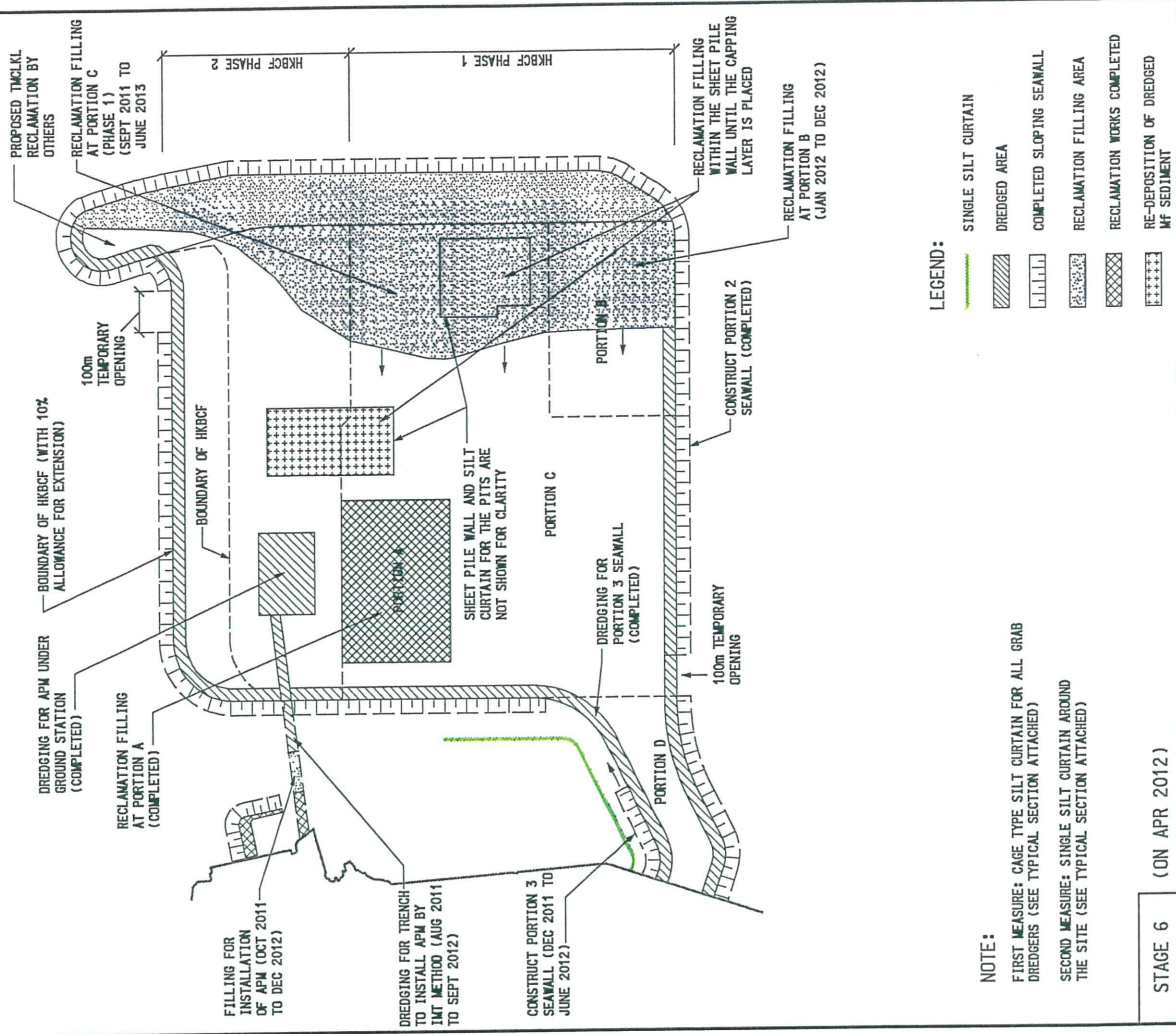 PROPOSED TMCLKL
RECLAMATION BY
OTHERS
RECLAMATION FILLING
AT PORTION C
(PHASE 1)
(SEPT 2011 TO
JUNE 2013
HKBCF PHASE 2
HKBCF PHASE 1
100m
TEMPORARY
OPENING
BOUNDARY OF HKBCF (WITH 10%
ALLOWANCE FOR EXTENSION)
BOUNDARY OF HKBCF
DREDGING FOR APM UNDER
GROUND STATION
(COMPLETED)
RECLAMATION FILLING
AT PORTION A
(COMPLETED)
FILLING FOR
INSTALLATION
OF APM (OCT 2011
TO DEC 2012)
DREDGING FOR TRENCH
TO INSTALL APM BY
IMT METHOD (AUG 2011
TO SEPT 2012)
CONSTRUCT PORTION 3
SEAWALL (DEC 2011 TO
JUNE 2012)
PORTION A
SHEET PILE WALL AND SILT
CURTAIN FOR THE PITS ARE
NOT SHOWN FOR CLARITY
PORTION B
PORTION C
DREDGING FOR
PORTION 3 SEAWALL
(COMPLETED)
PORTION D
100m TEMPORARY
OPENING
CONSTRUCT PORTION 2
SEAWALL (COMPLETED)
RECLAMATION FILLING
WITHIN THE SHEET PILE
WALL UNTIL THE CAPPING
LAYER IS PLACED
RECLAMATION FILLING
AT PORTION B
(JAN 2012 TO DEC 2012)
LEGEND:
SINGLE SILT CURTAIN
DREDGED AREA
COMPLETED SLOPING SEAWALL
RECLAMATION FILLING AREA
RECLAMATION WORKS COMPLETED
RE-DEPOSITION OF DREDGED
Mf SEDIMENT
NOTE:
FIRST MEASURE: CAGE TYPE SILT CURTAIN FOR ALL GRAB
DREDGERS (SEE TYPICAL SECTION ATTACHED)
SECOND MEASURE: SINGLE SILT CURTAIN AROUND
THE SITE (SEE TYPICAL SECTION ATTACHED)
STAGE 6 (ON APR 2012)